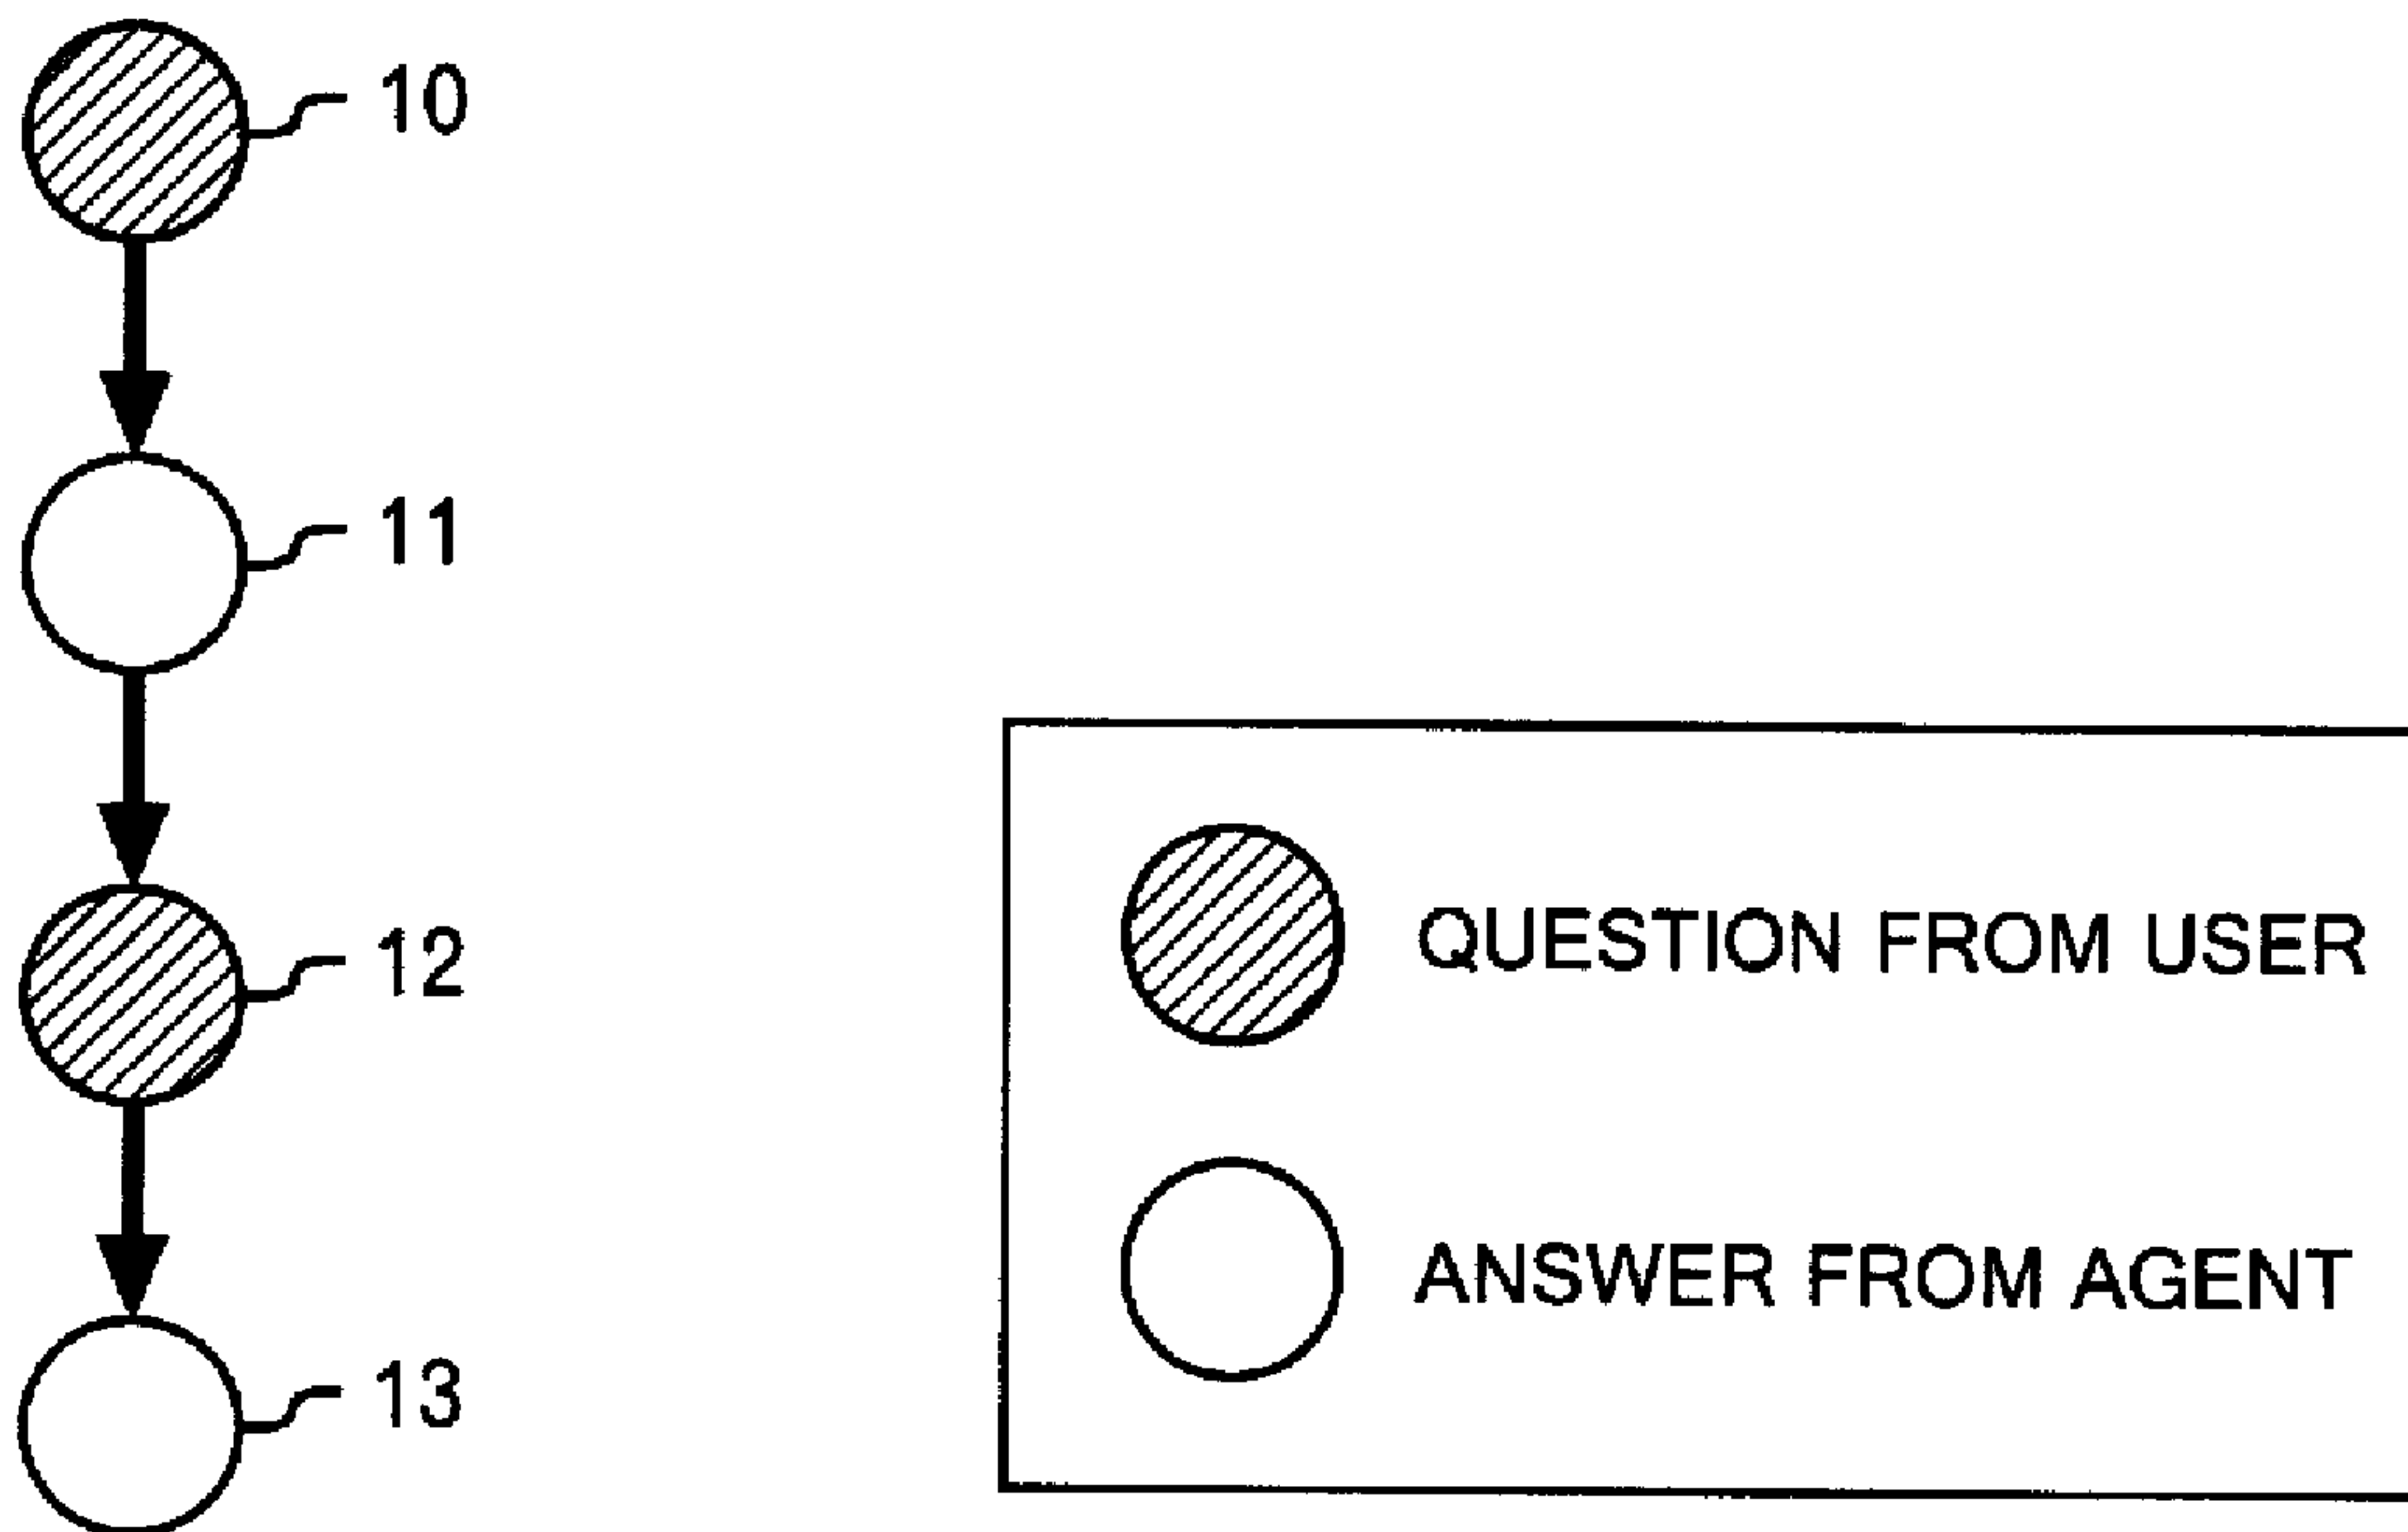 10
11
12
13
QUESTION FROM USER
ANSWER FROM AGENT